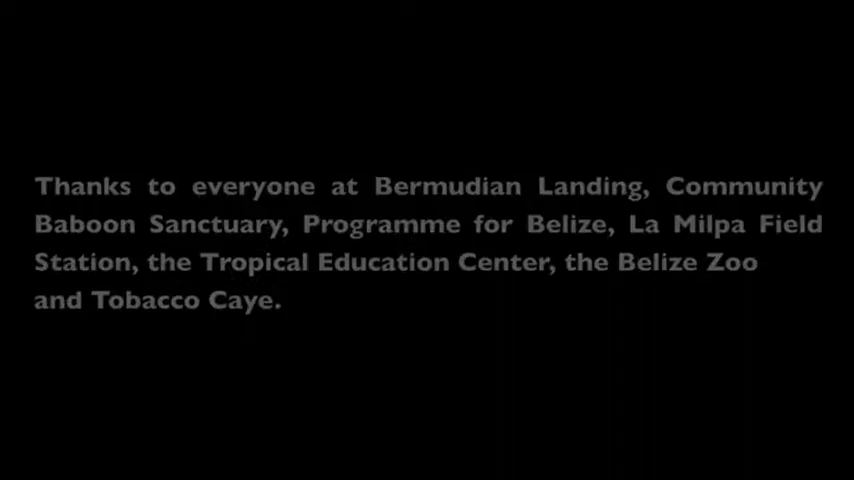 Thanks to everyone at Bermudian Landing, Community
Baboon Sanctuary, Programme for Belize, La Milpa Field
Station, the Tropical Education Center, the Belize Zoo
and Tobacco Caye.